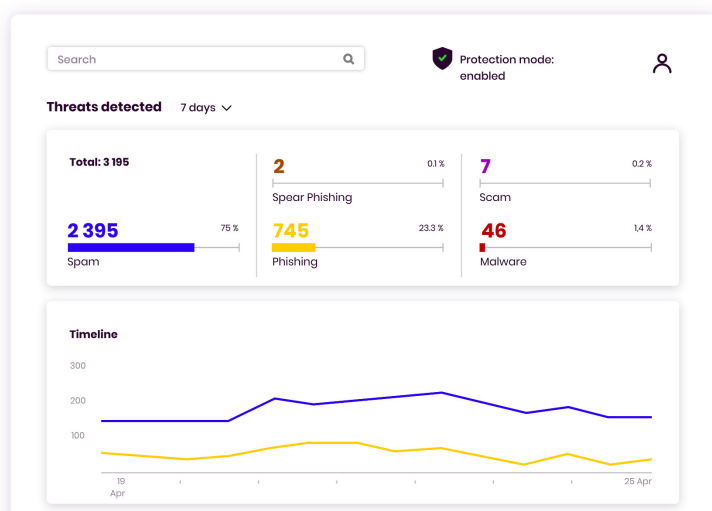 Search
Protection mode:
enabled
Threats detected 7 days
Total: 3 195
2 0.1 %
Spear Phishing
7 0.2 %
Scam
2 395 75 %
Spam
745 23.3 %
Phishing
46 1,4 %
Malware
Timeline
300
200
100
19
Apr
25 Apr